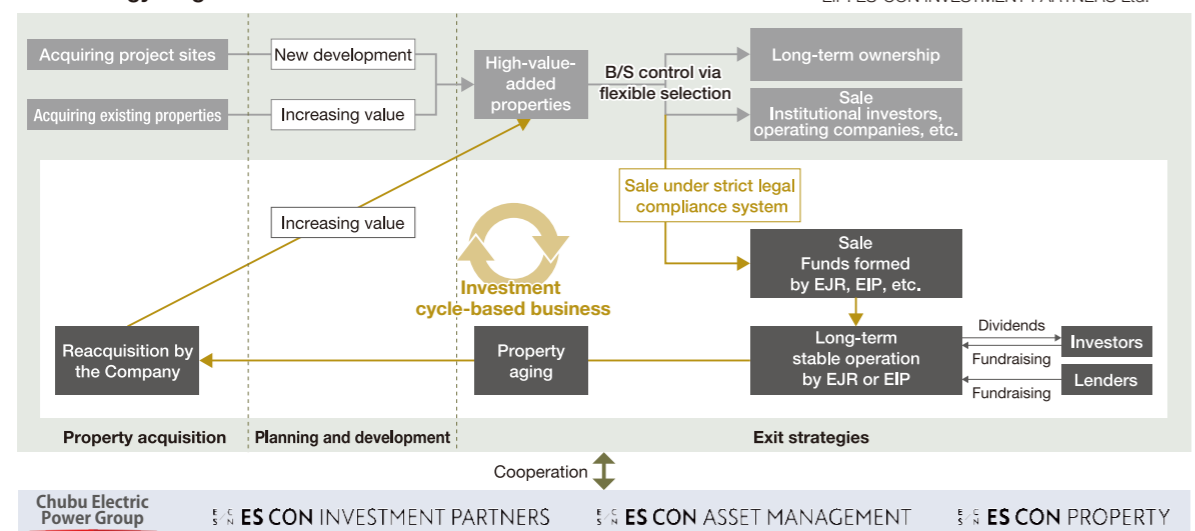 Acquiring project sites
New development
High-value-
added
properties
B/S control via
flexible selection
Long-term ownership
Acquiring existing properties
Increasing value
Sale
Institutional investors,
operating companies, etc.
Sale under strict legal
compliance system
Increasing value
Sale
Funds formed
by EJR, EIP, etc.
Investment
cycle-based business
Reacquisition by
the Company
Property
aging
Long-term
stable operation
by EJR or EIP
Dividends
Fundraising
Investors
Fundraising
Lenders
Property acquisition
Planning and development
Exit strategies
Cooperation
Chubu Electric
Power Group
ES CON INVESTMENT PARTNERS
ES CON ASSET MANAGEMENT
ES CON PROPERTY